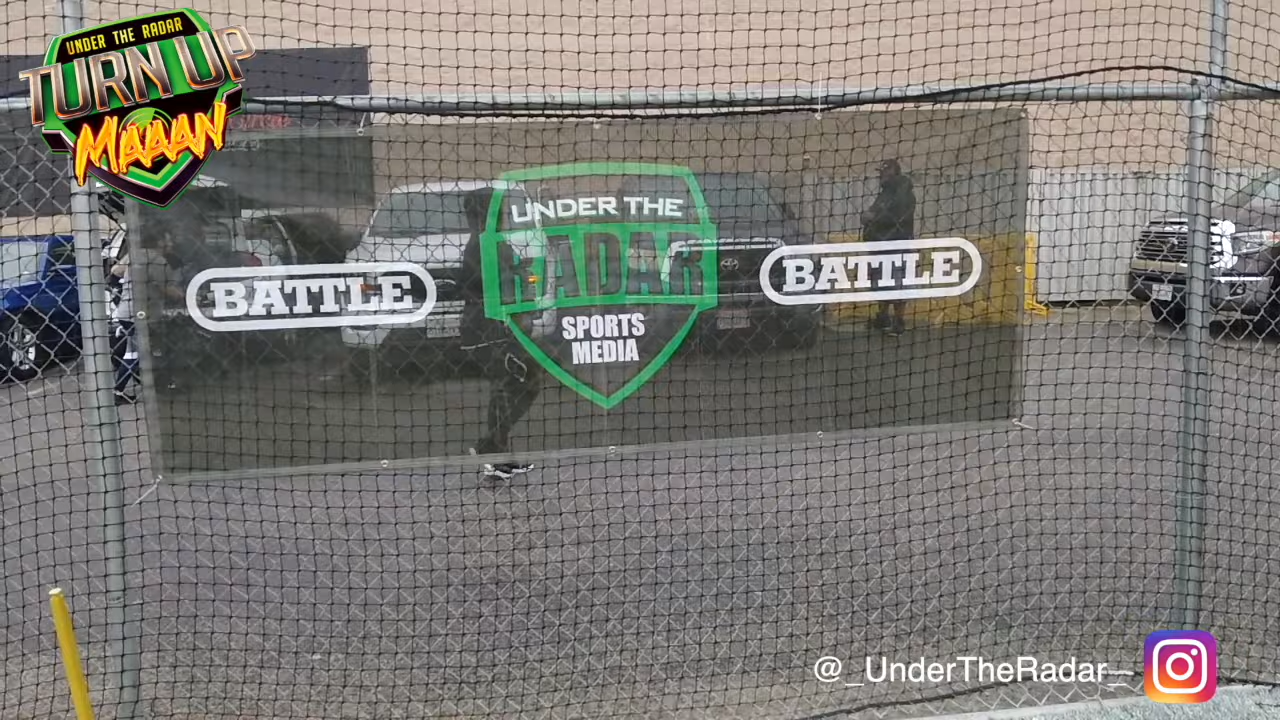 UNDER THE RADAR
TURN UP
MAAAN
UNDER THE
RADAR
SPORTS
MEDIA
BATTLE
BATTLE
@_UnderTheRadar_